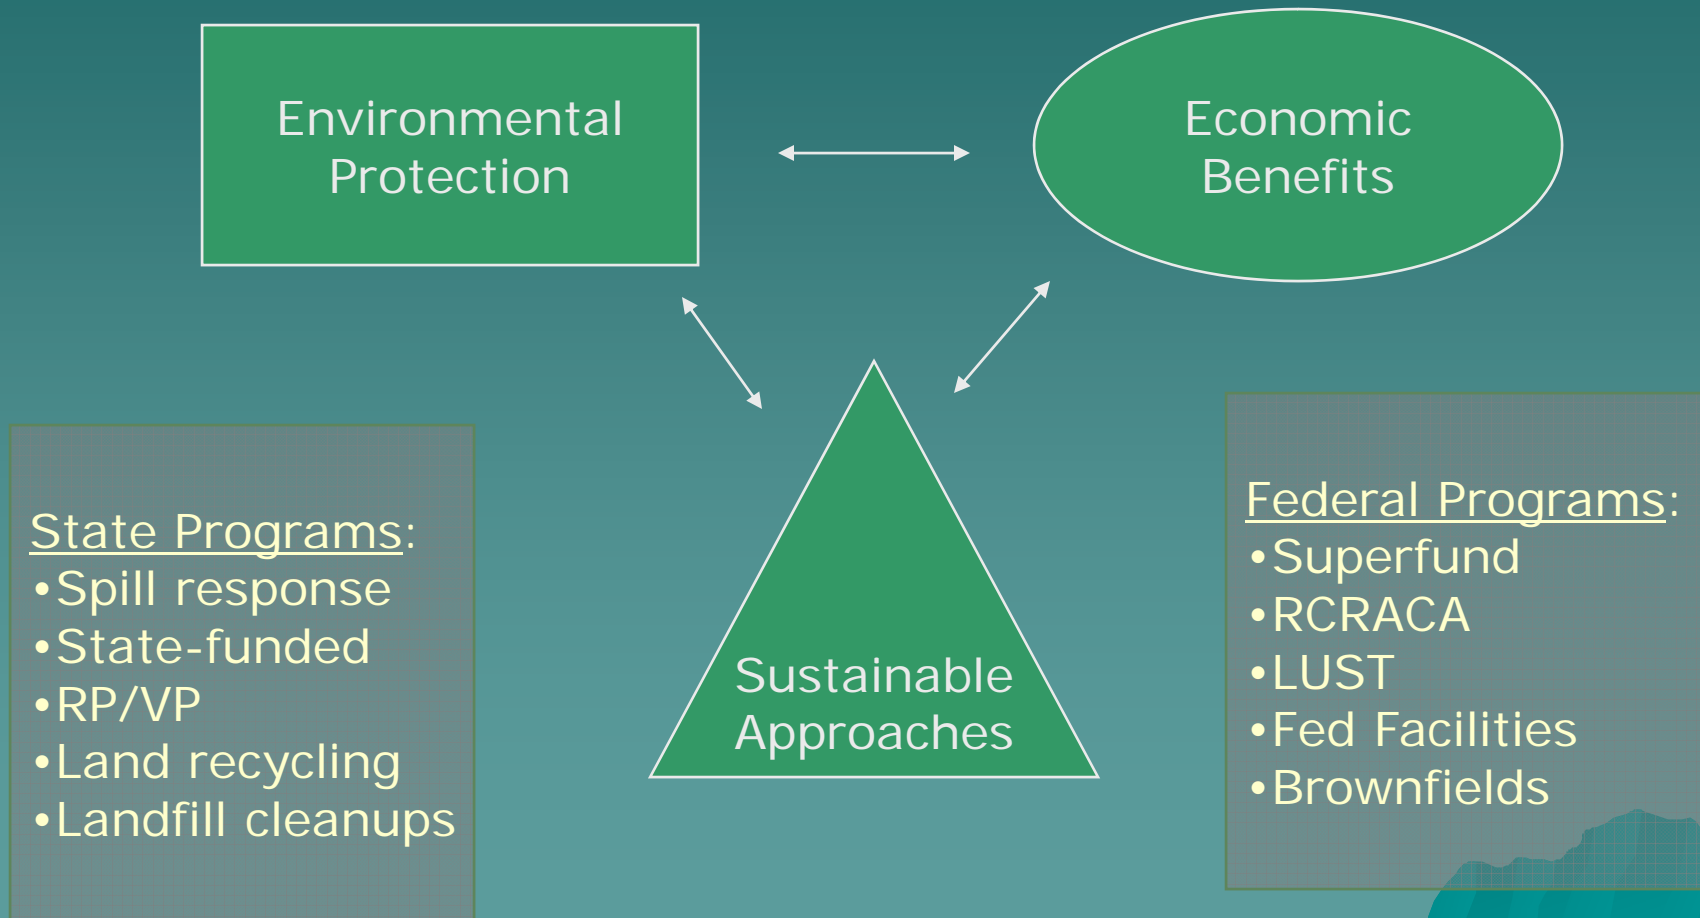 Environmental
Protection
Economic
Benefits
Sustainable
Approaches
State Programs:
•Spill response
•State-funded
•RP/VP
•Land recycling
•Landfill cleanups
Federal Programs:
•Superfund
•RCRACA
•LUST
•Fed Facilities
•Brownfields